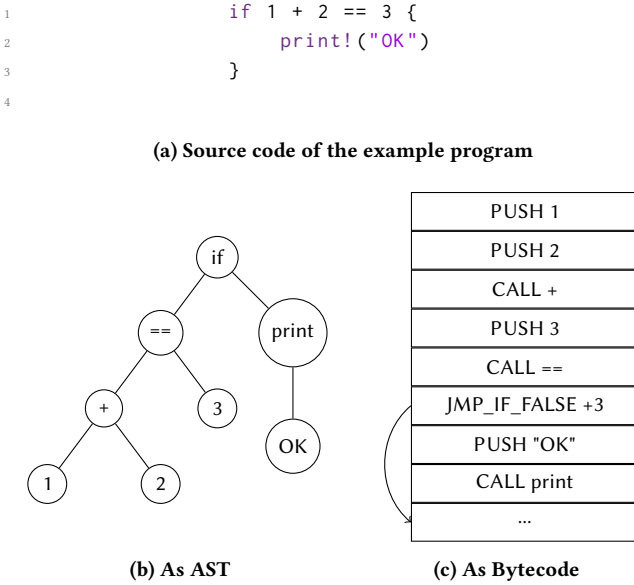 1 if 1 + 2 == 3 {
2 print!("OK")
3 }
4
(a) Source code of the example program
if
==
print
+
3
OK
1
2
(b) As AST
PUSH 1
PUSH 2
CALL +
PUSH 3
CALL ==
JMP_IF_FALSE +3
PUSH "OK"
CALL print
...
(c) As Bytecode